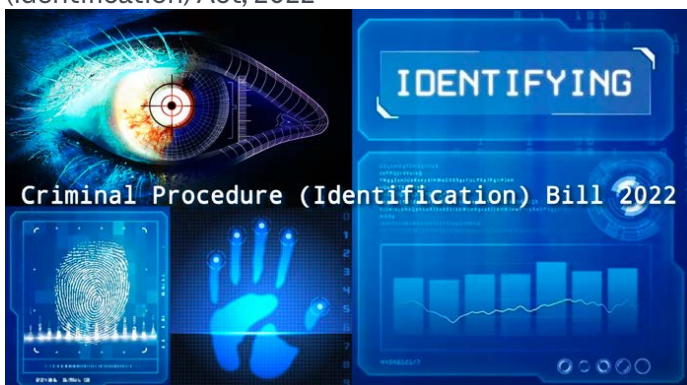 (Identification) Act, 2022
IDENTIFYING
Criminal Procedure (Identification) Bill 2022